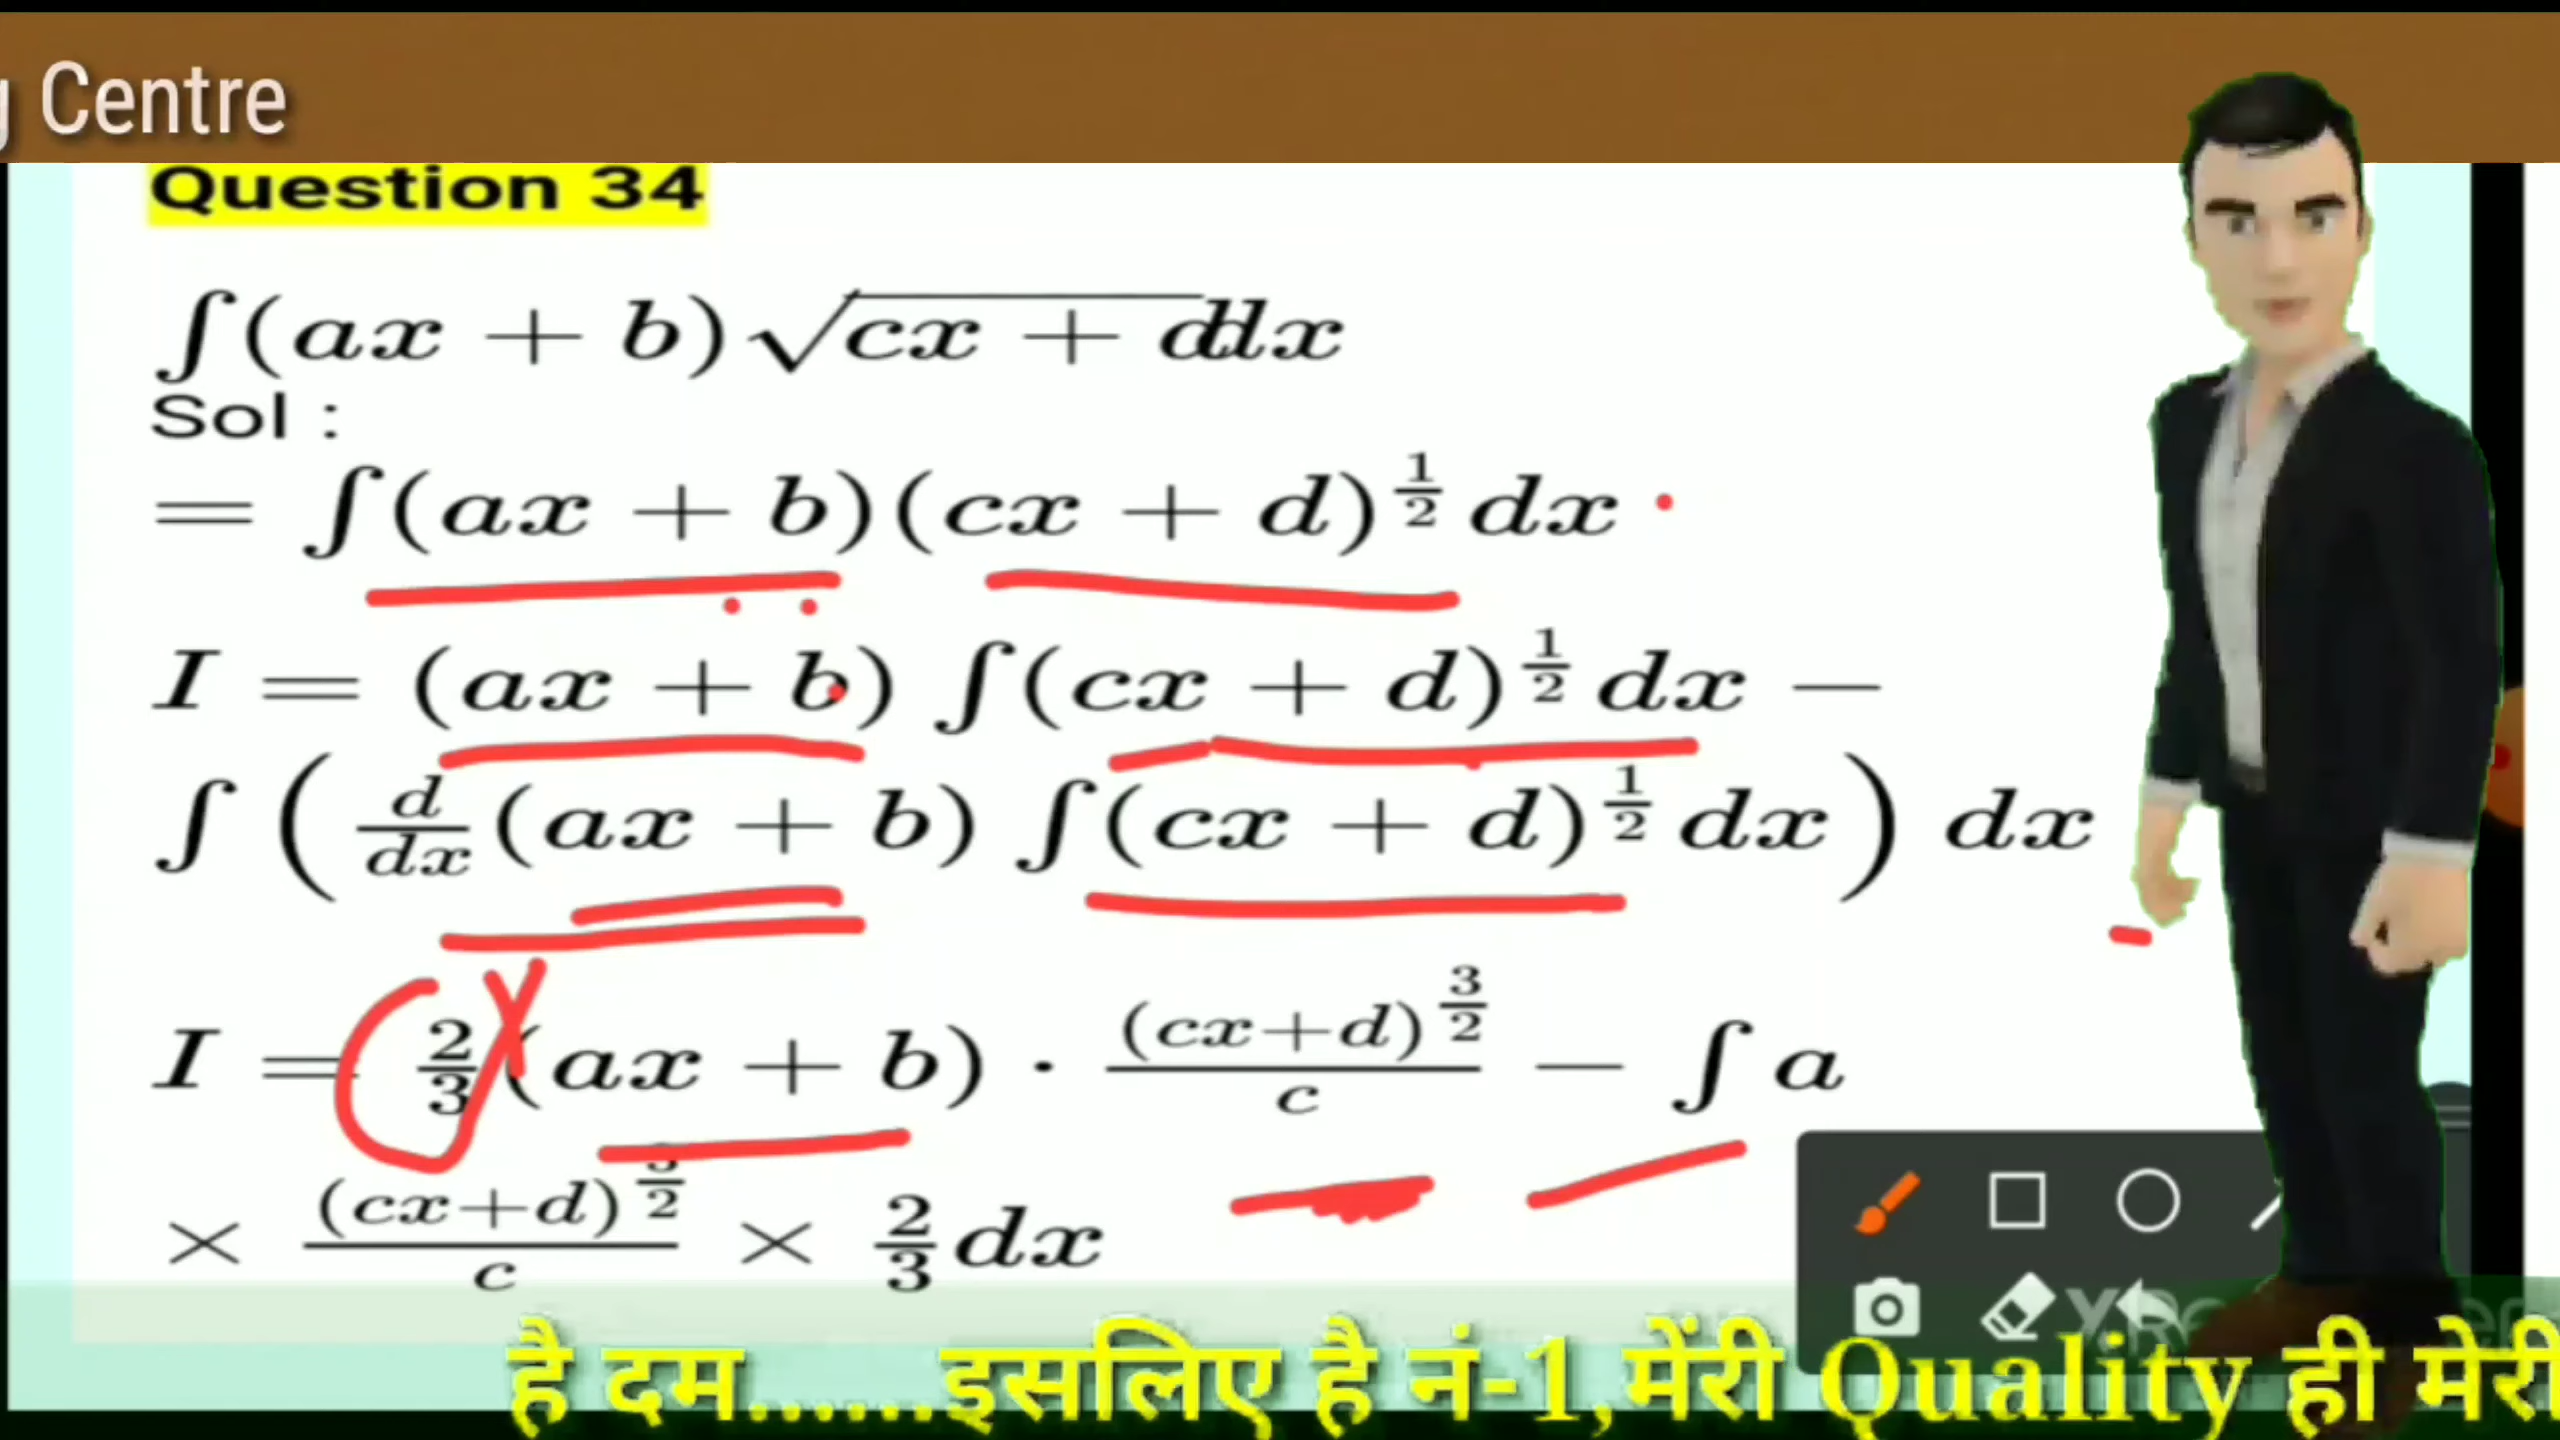 Centre
Question 34
∫(ax + b)√(cx + d)dx
Sol :
= ∫(ax + b)(cx + d)^{1/2} dx
I = (ax + b) ∫(cx + d)^{1/2} dx −
∫ ( d/dx (ax + b) ∫(cx + d)^{1/2} dx ) dx
I = 2/3 (ax + b) · (cx+d)^{3/2}/c − ∫ a
× (cx+d)^{3/2}/c × 2/3 dx
है दम......इसलिए है नं-1,मेंरी Quality ही मेरी